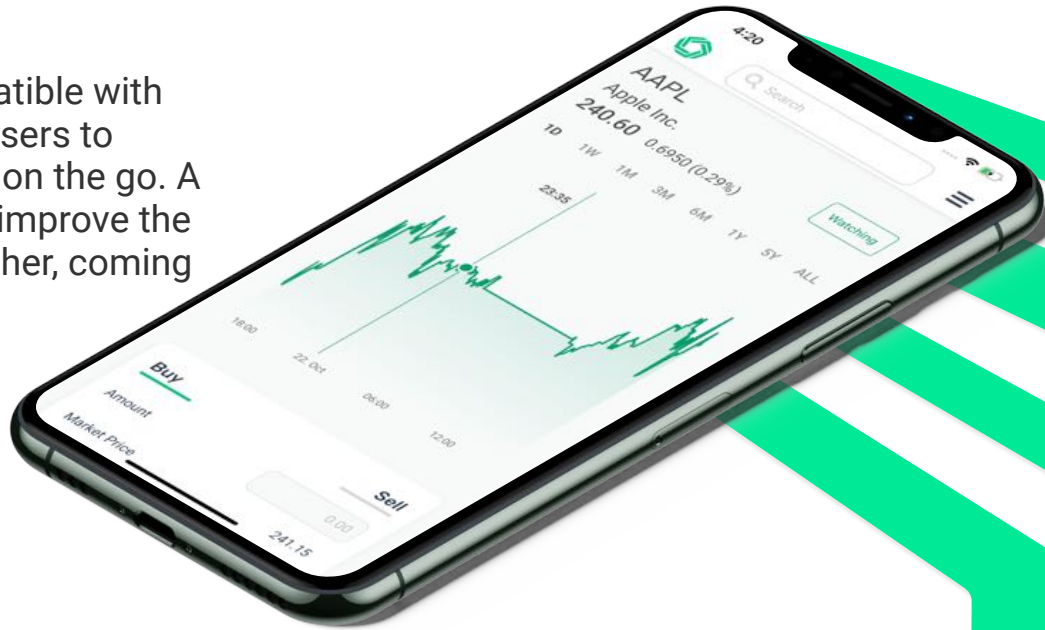 atible with
sers to
on the go. A
improve the
her, coming
4:20
Search
AAPL
Apple Inc.
240.60 0.6950 (0.29%)
Watching
1D 1W 1M 3M 6M 1Y 5Y ALL
23:35
18:00 22. Oct 06:00 12:00
Buy Sell
Amount 0.00
Market Price 241.15